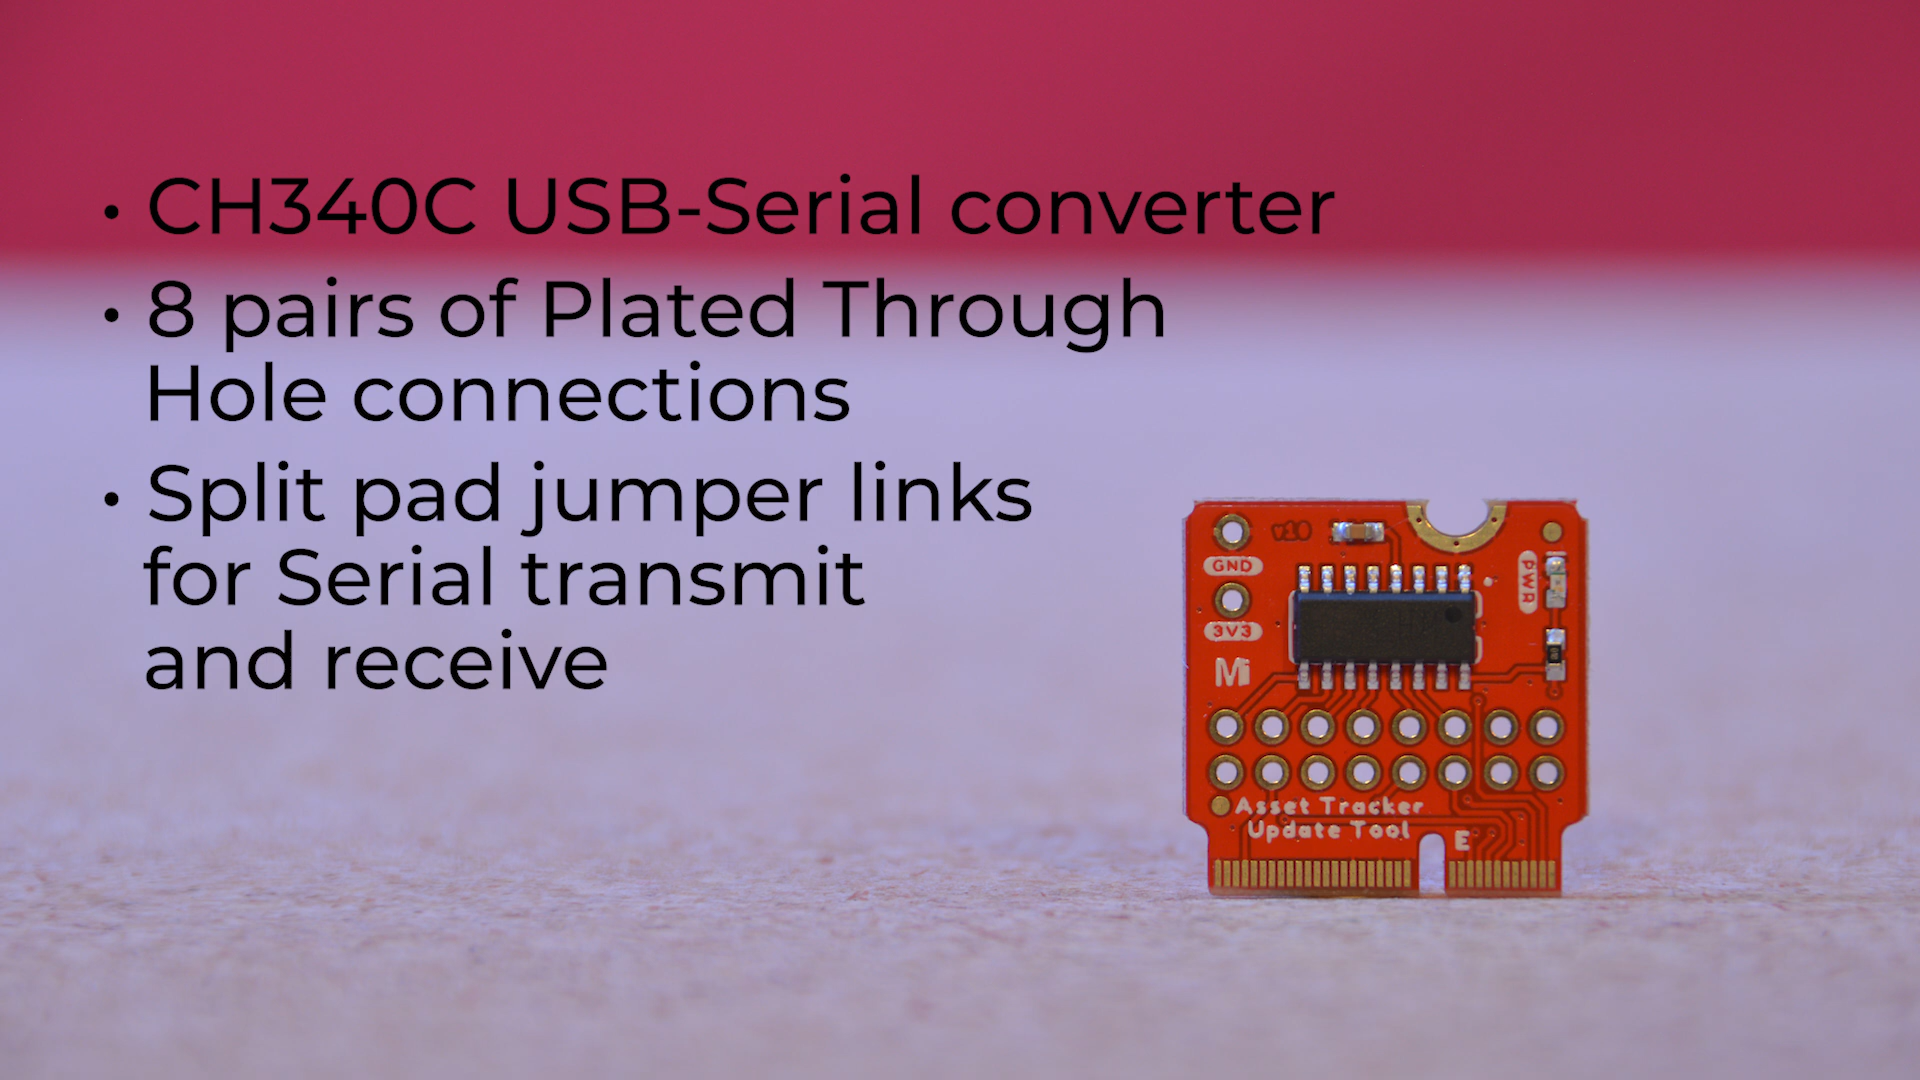 • CH340C USB-Serial converter
• 8 pairs of Plated Through
Hole connections
• Split pad jumper links
for Serial transmit
and receive
v10
GND
3V3
PWR
Mi
Asset Tracker
Update Tool
E